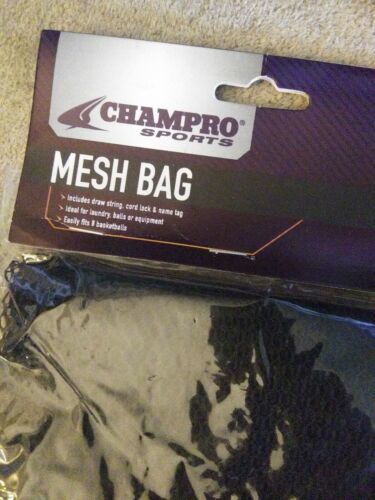 CHAMPRO®
SPORTS
MESH BAG
Includes draw string, cord lock & name tag
Ideal for laundry, balls or equipment
Easily fits 8 basketballs